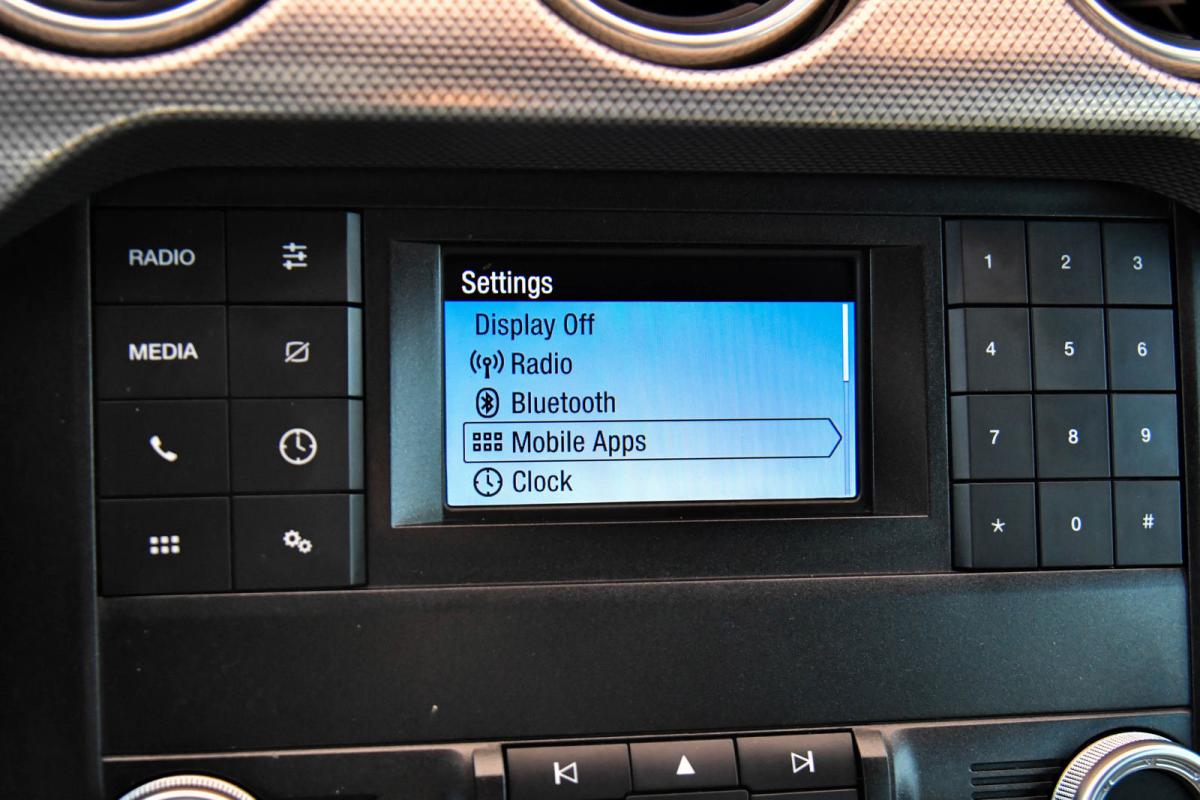 RADIO
MEDIA
Settings
Display Off
Radio
Bluetooth
Mobile Apps
Clock
1 2 3
4 5 6
7 8 9
* 0 #